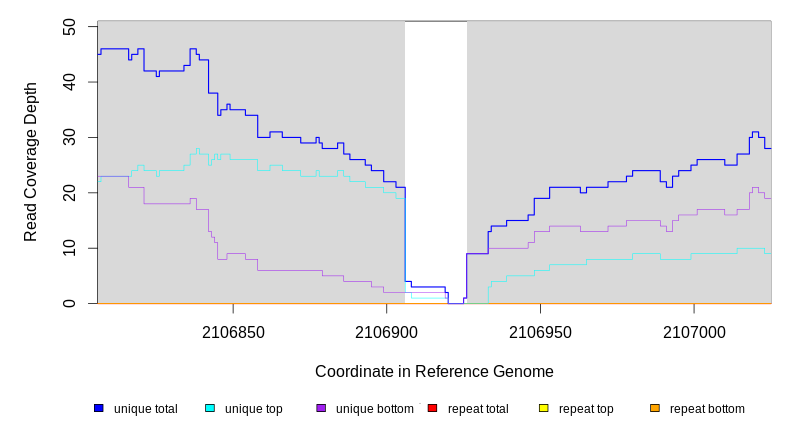 50
40
30
20
10
0
Read Coverage Depth
2106850 2106900 2106950 2107000
Coordinate in Reference Genome
unique total unique top unique bottom repeat total repeat top repeat bottom